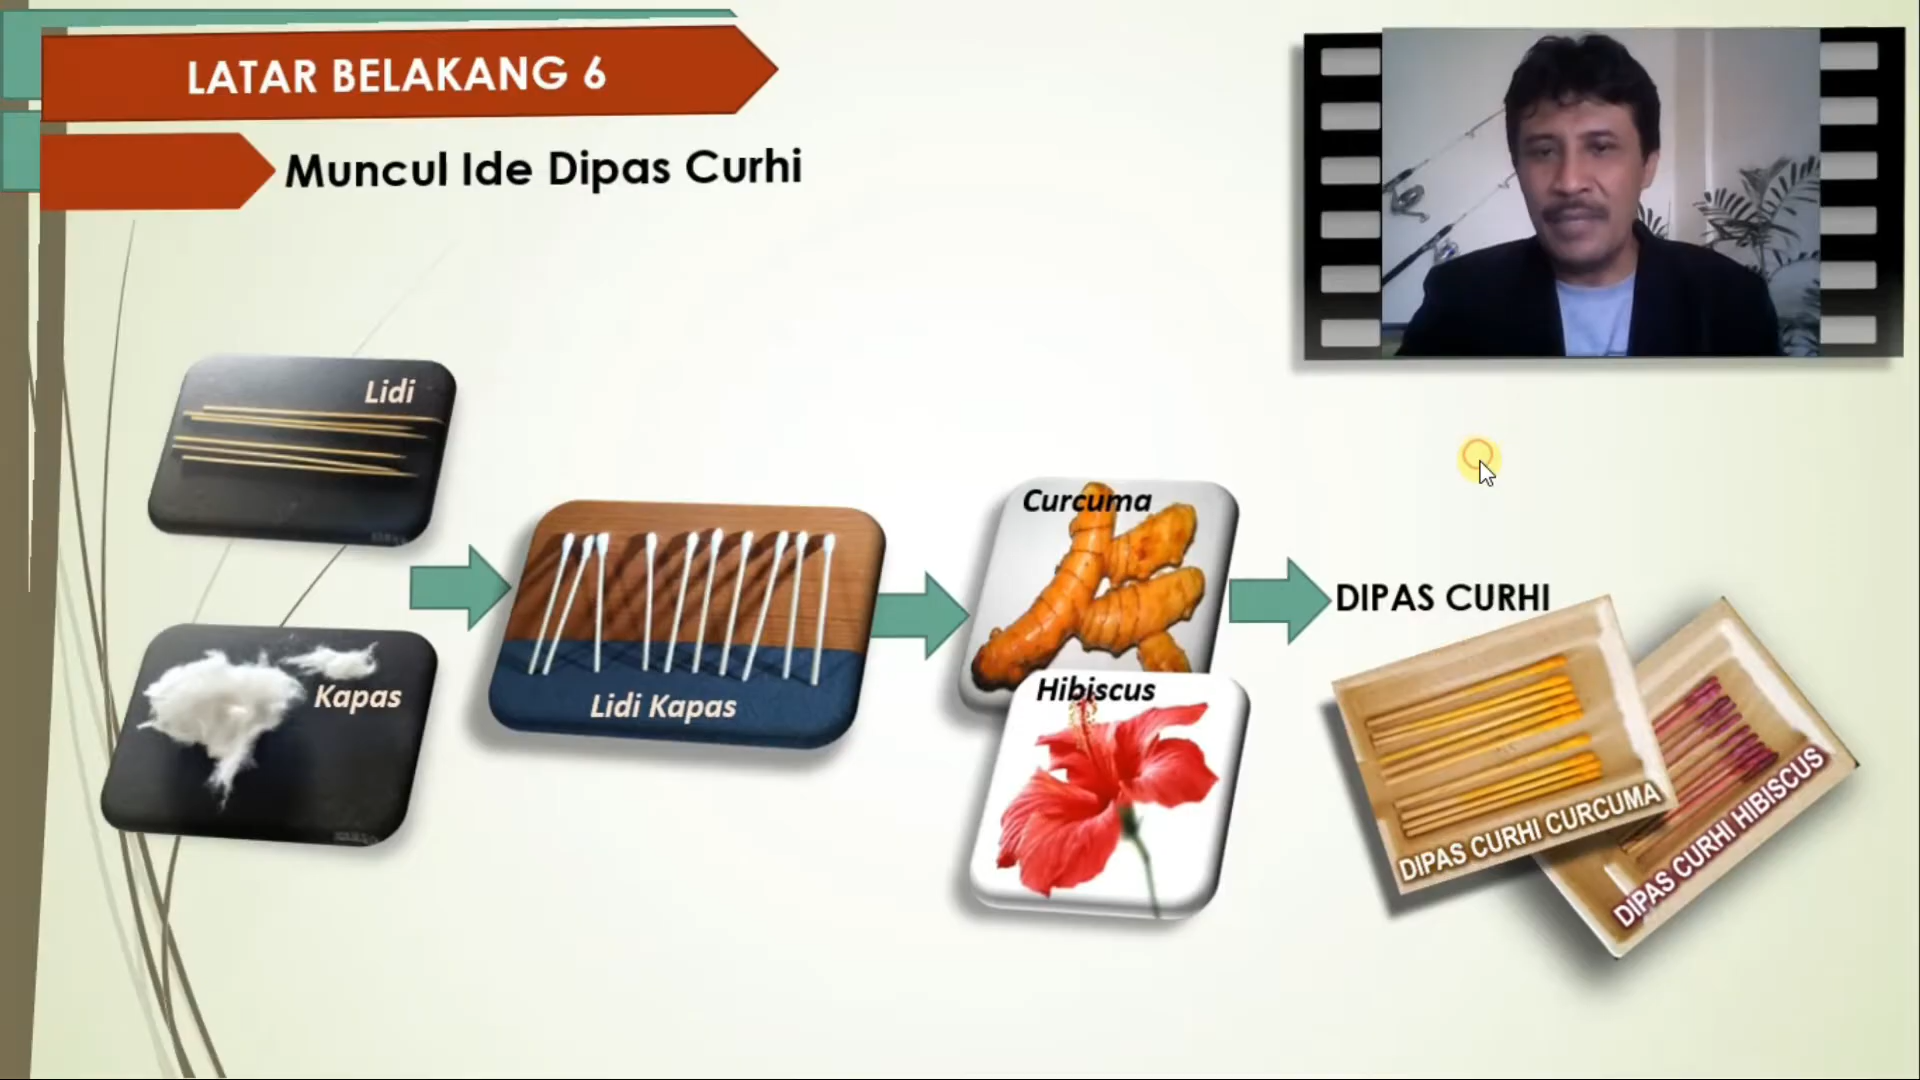 LATAR BELAKANG 6
Muncul Ide Dipas Curhi
Lidi
Kapas
Lidi Kapas
Curcuma
Hibiscus
DIPAS CURHI
DIPAS CURHI CURCUMA
DIPAS CURHI HIBISCUS